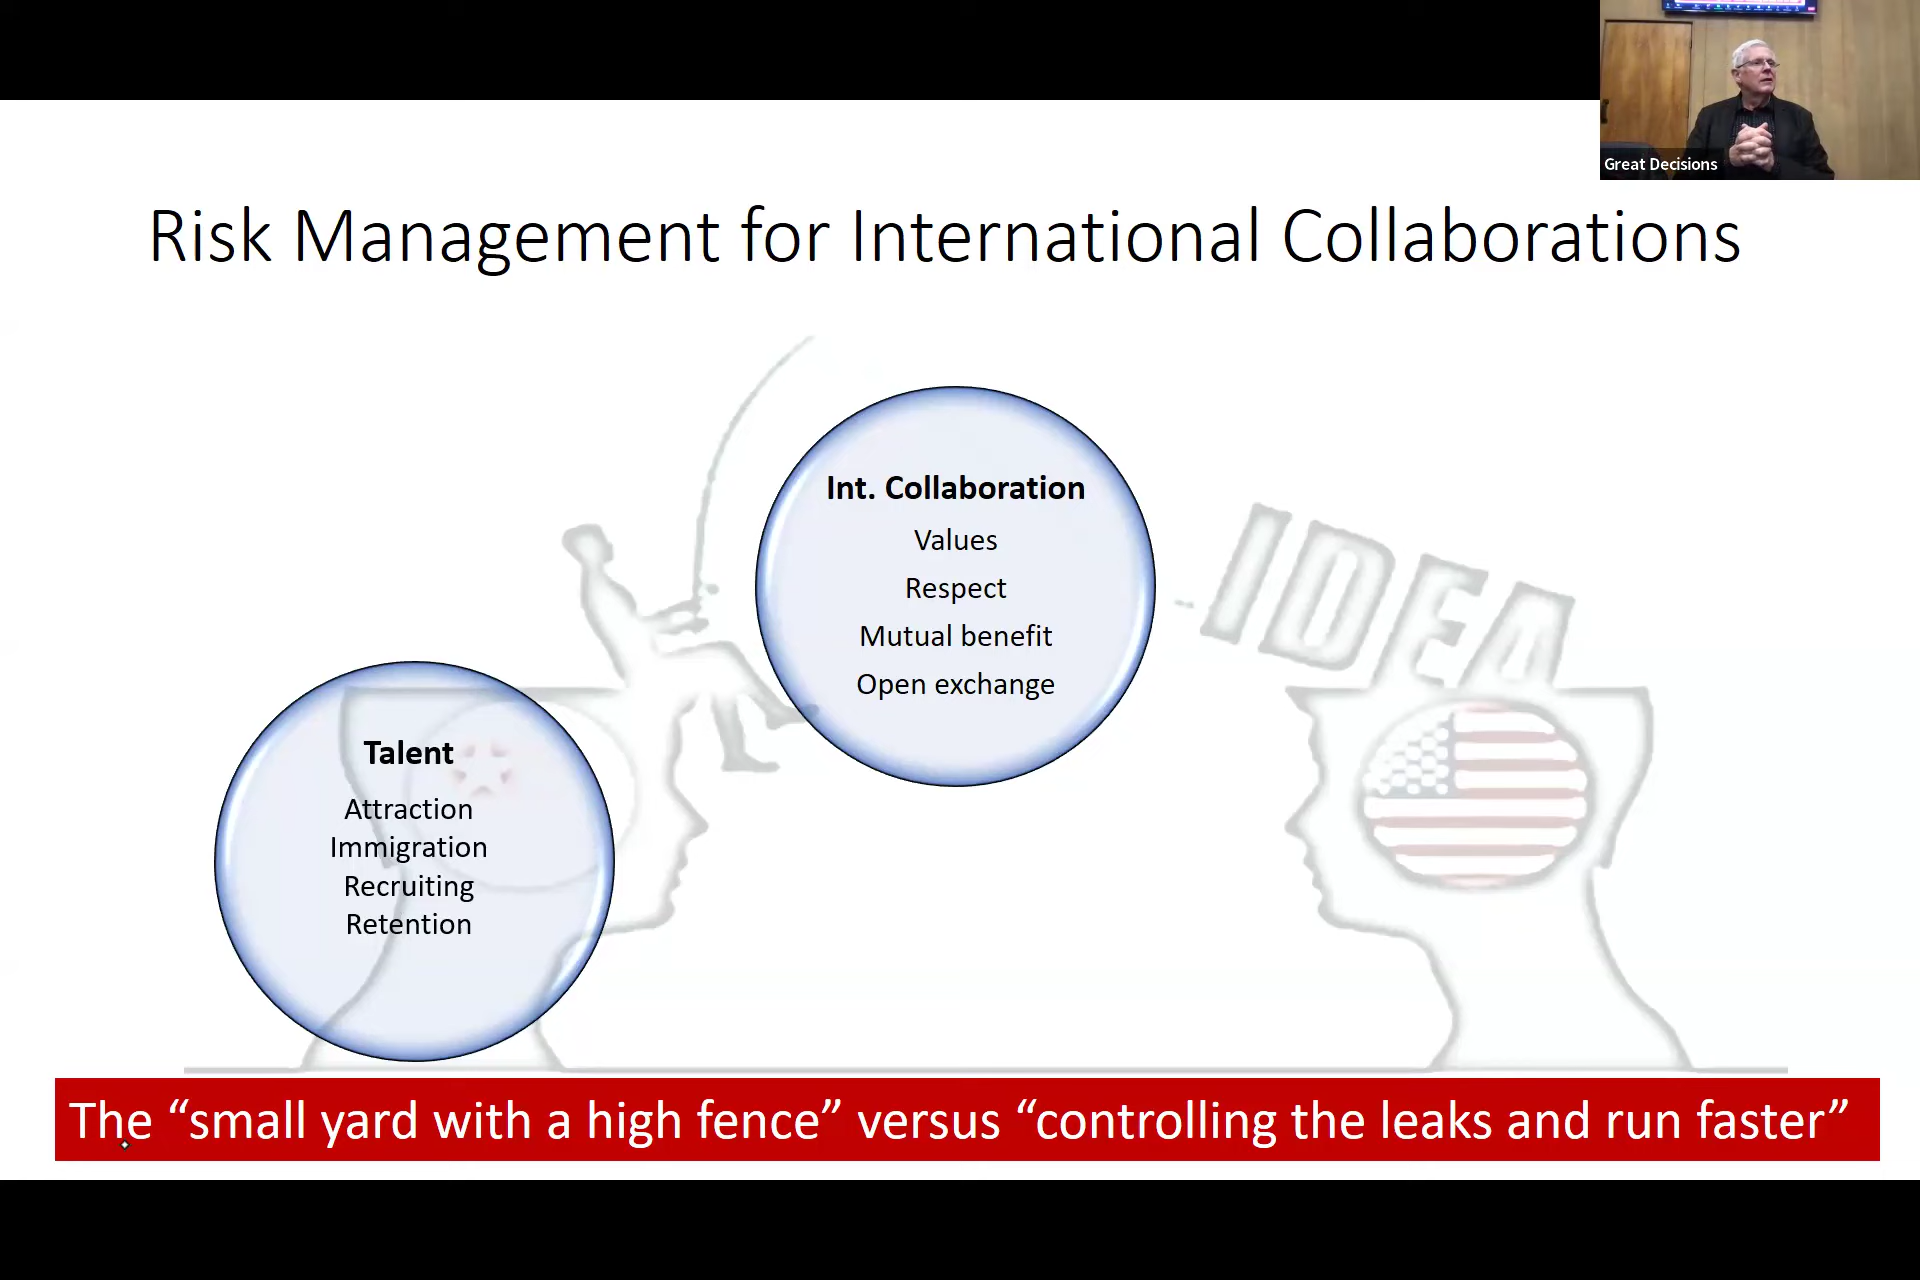 Great Decisions
Risk Management for International Collaborations
Int. Collaboration
Values
Respect
Mutual benefit
Open exchange
IDEA
Talent
Attraction
Immigration
Recruiting
Retention
The “small yard with a high fence” versus “controlling the leaks and run faster”